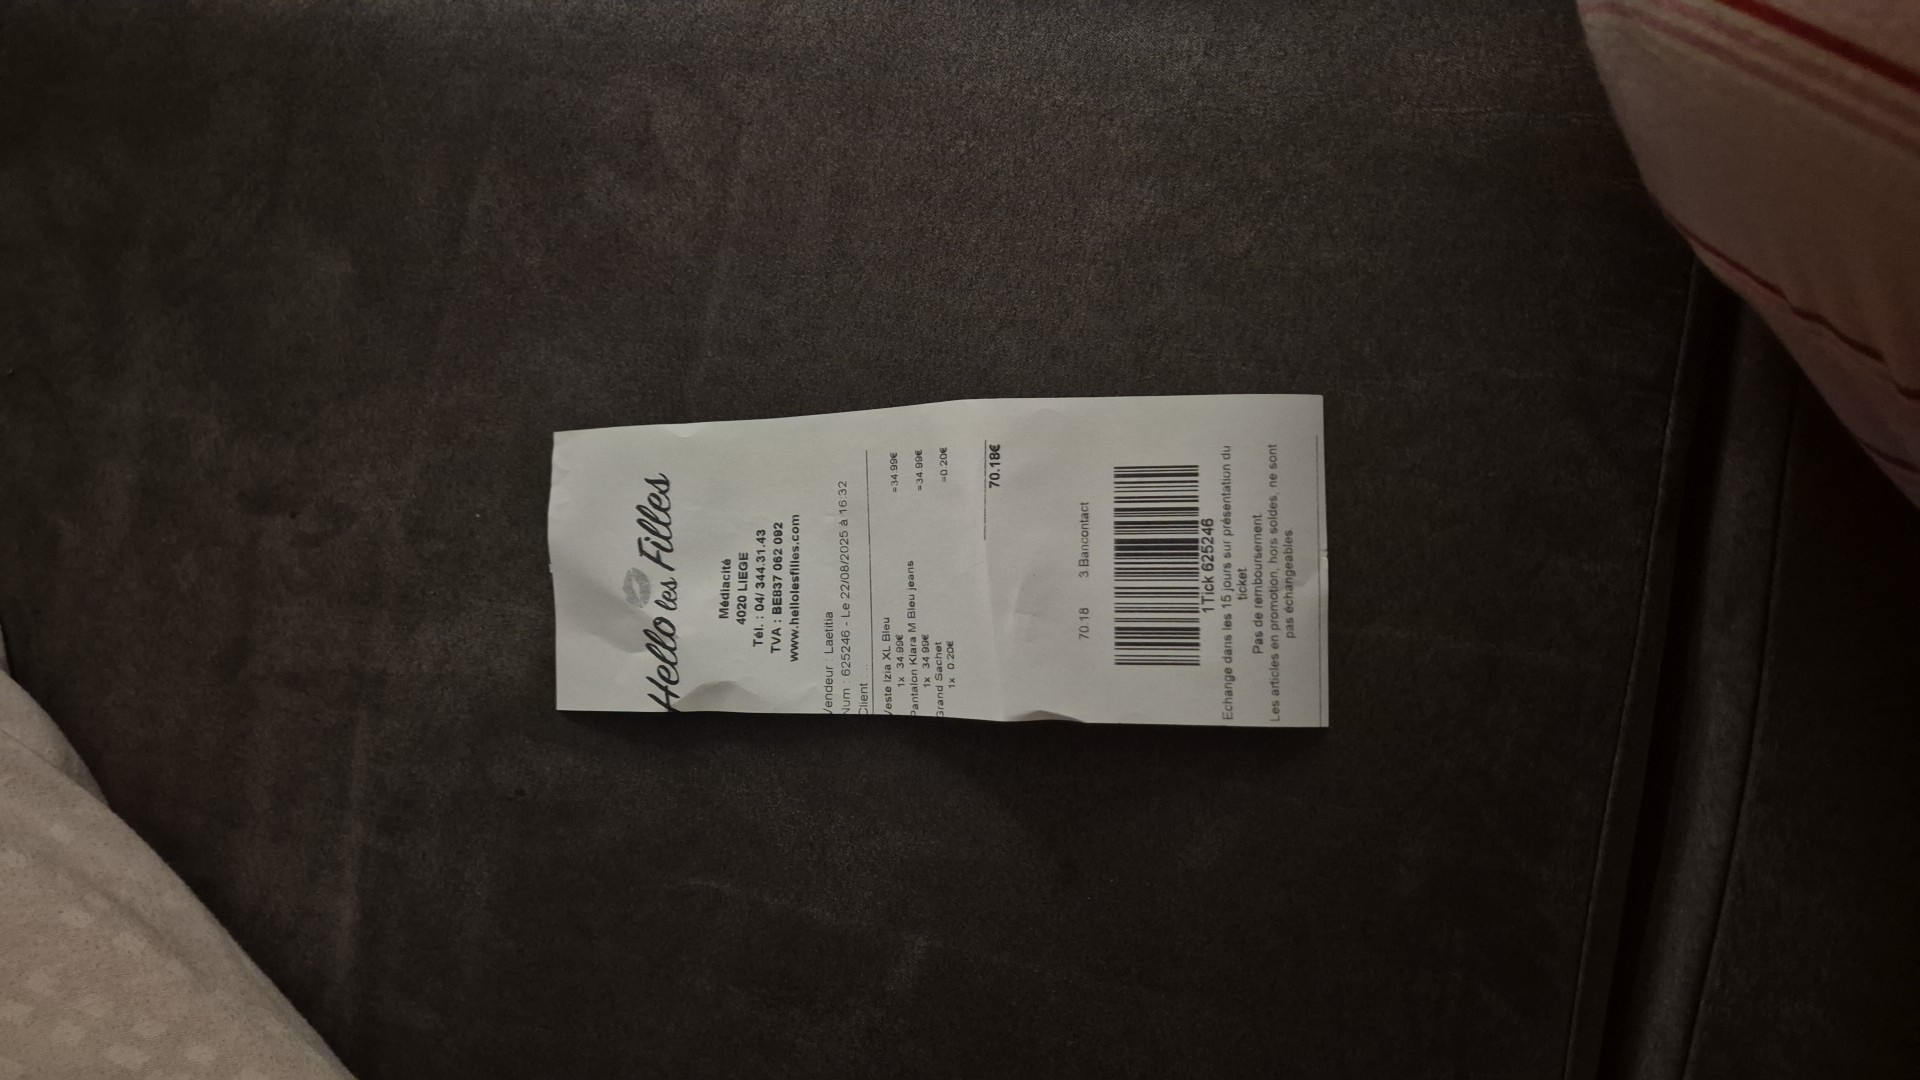 Hello les Filles
Médiacité
4020 LIEGE
Tél. : 04/ 344.31.43
TVA : BE837 062 092
www.hellolesfilles.com
Vendeur : Laetitia
Num : 625246 - Le 22/08/2025 à 16:32
Client :
Veste Izia XL Bleu
1x 34.99€ =34.99€
Pantalon Klara M Bleu jeans
1x 34.99€ =34.99€
Grand Sachet
1x 0.20€ =0.20€
70.18€
70.18 3.Bancontact
1Tick 625246
Echange dans les 15 jours sur présentation du
ticket.
Pas de remboursement.
Les articles en promotion, hors soldes, ne sont
pas échangeables